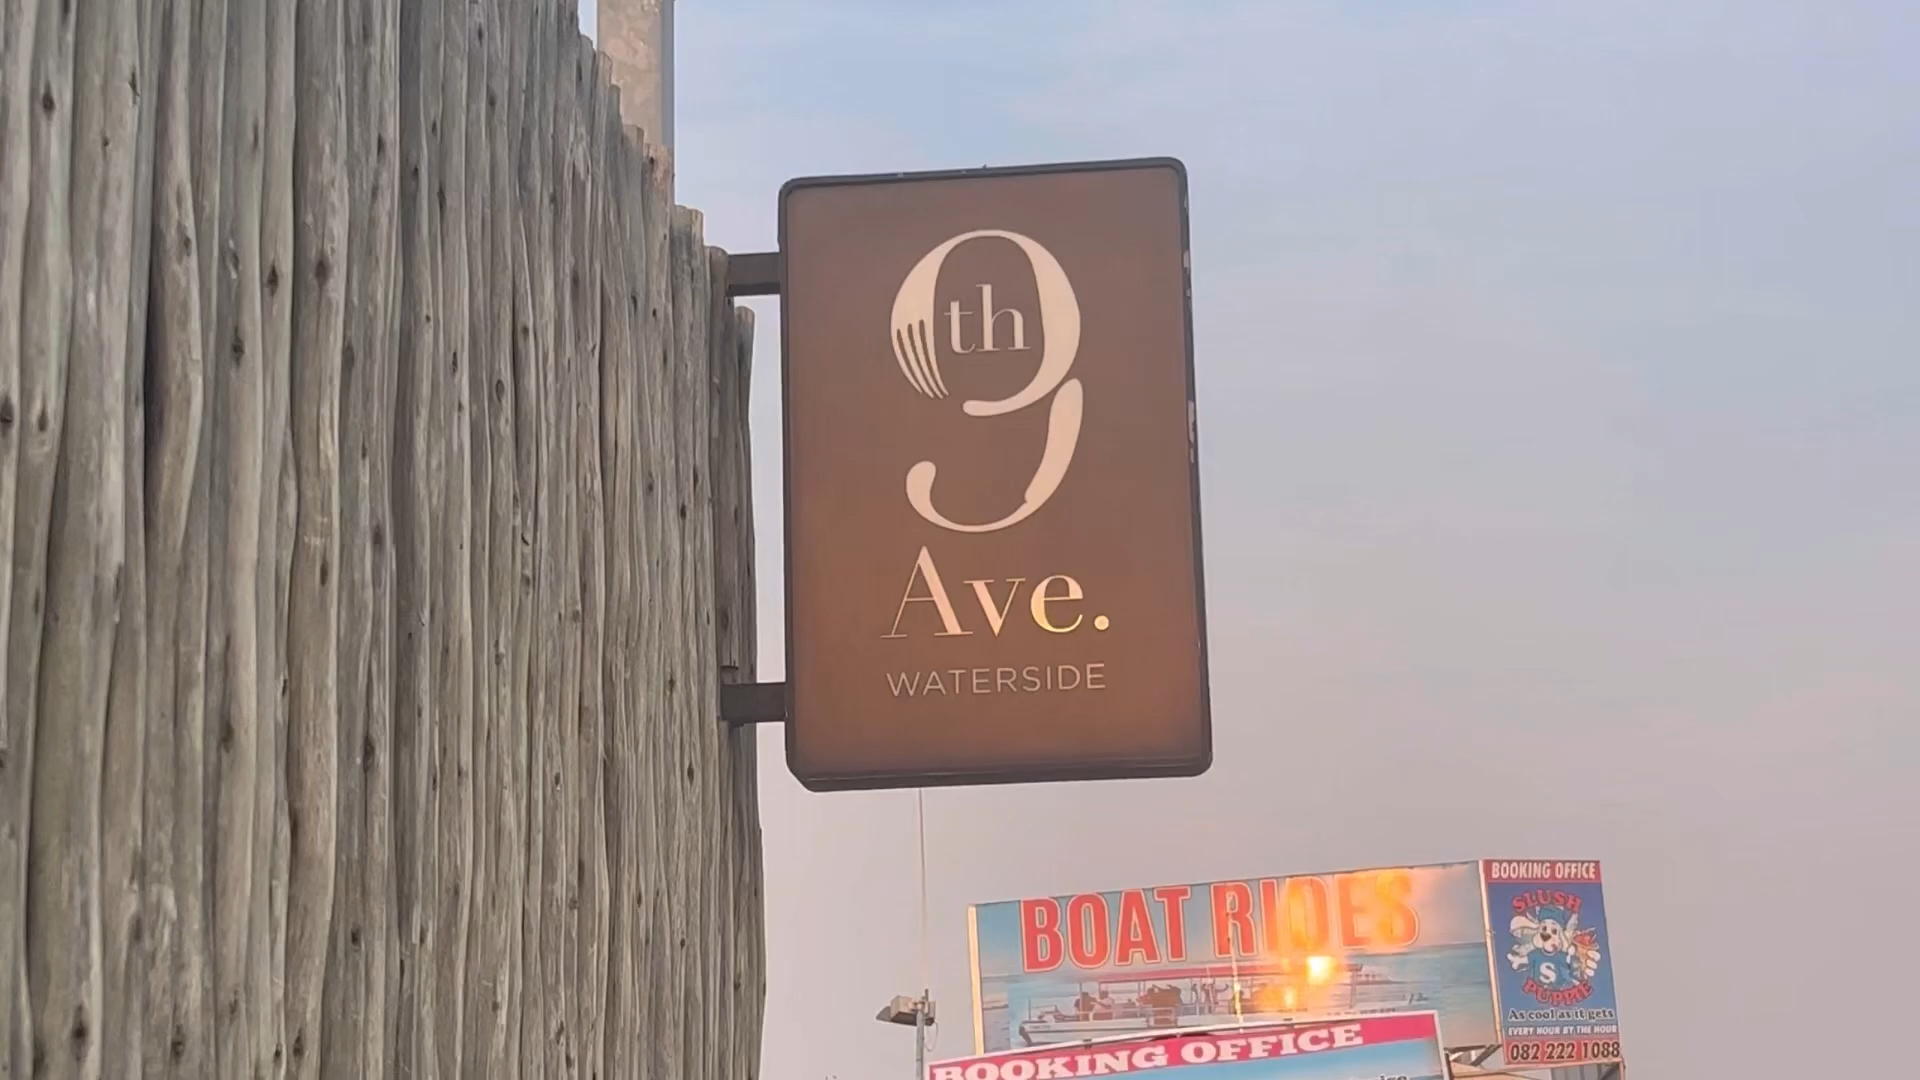 9th
Ave.
WATERSIDE
BOAT RIDES
BOOKING OFFICE
SLUSH
S
PUPPIE
As cool as it gets
EVERY HOUR BY THE HOUR
082 222 1088
BOOKING OFFICE